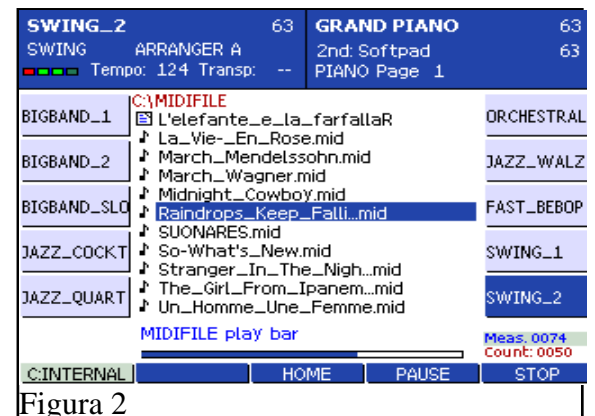 SWING_2 63 GRAND PIANO 63
SWING ARRANGER A 2nd: Softpad 63
Tempo: 124 Transp: -- PIANO Page 1
C:\MIDIFILE
BIGBAND_1
BIGBAND_2
BIGBAND_SLO
JAZZ_COCKT
JAZZ_QUART
L'elefante_e_la_farfallaR
La_Vie-_En_Rose.mid
March_Mendelssohn.mid
March_Wagner.mid
Midnight_Cowboy.mid
Raindrops_Keep_Falli...mid
SUONARES.mid
So-What's_New.mid
Stranger_In_The_Nigh...mid
The_Girl_From_Ipanem...mid
Un_Homme_Une_Femme.mid
ORCHESTRAL
JAZZ_WALZ
FAST_BEBOP
SWING_1
SWING_2
MIDIFILE play bar
Meas. 0074
Count: 0050
C:INTERNAL HOME PAUSE STOP
Figura 2